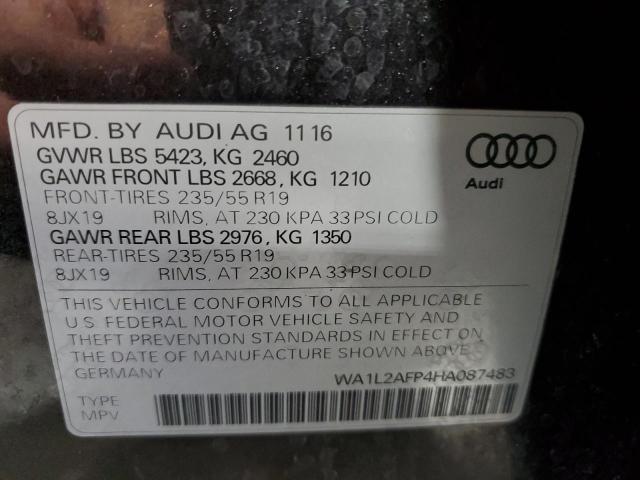 MFD. BY AUDI AG 11 16
GVWR LBS 5423, KG 2460
GAWR FRONT LBS 2668, KG 1210
FRONT-TIRES 235/55 R19
8JX19 RIMS, AT 230 KPA 33 PSI COLD
GAWR REAR LBS 2976, KG 1350
REAR-TIRES 235/55 R19
8JX19 RIMS, AT 230 KPA 33 PSI COLD
Audi
THIS VEHICLE CONFORMS TO ALL APPLICABLE
U.S. FEDERAL MOTOR VEHICLE SAFETY AND
THEFT PREVENTION STANDARDS IN EFFECT ON
THE DATE OF MANUFACTURE SHOWN ABOVE
GERMANY
WA1L2AFP4HA087483
TYPE
MPV